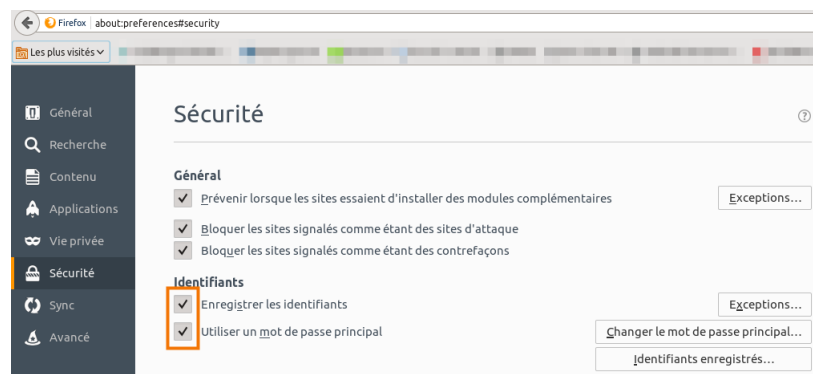 Firefox about:preferences#security
Les plus visités
Général
Recherche
Contenu
Applications
Vie privée
Sécurité
Sync
Avancé
Sécurité
Général
Prévenir lorsque les sites essaient d'installer des modules complémentaires
Exceptions...
Bloquer les sites signalés comme étant des sites d'attaque
Bloquer les sites signalés comme étant des contrefaçons
Identifiants
Enregistrer les identifiants
Exceptions...
Utiliser un mot de passe principal
Changer le mot de passe principal...
Identifiants enregistrés...